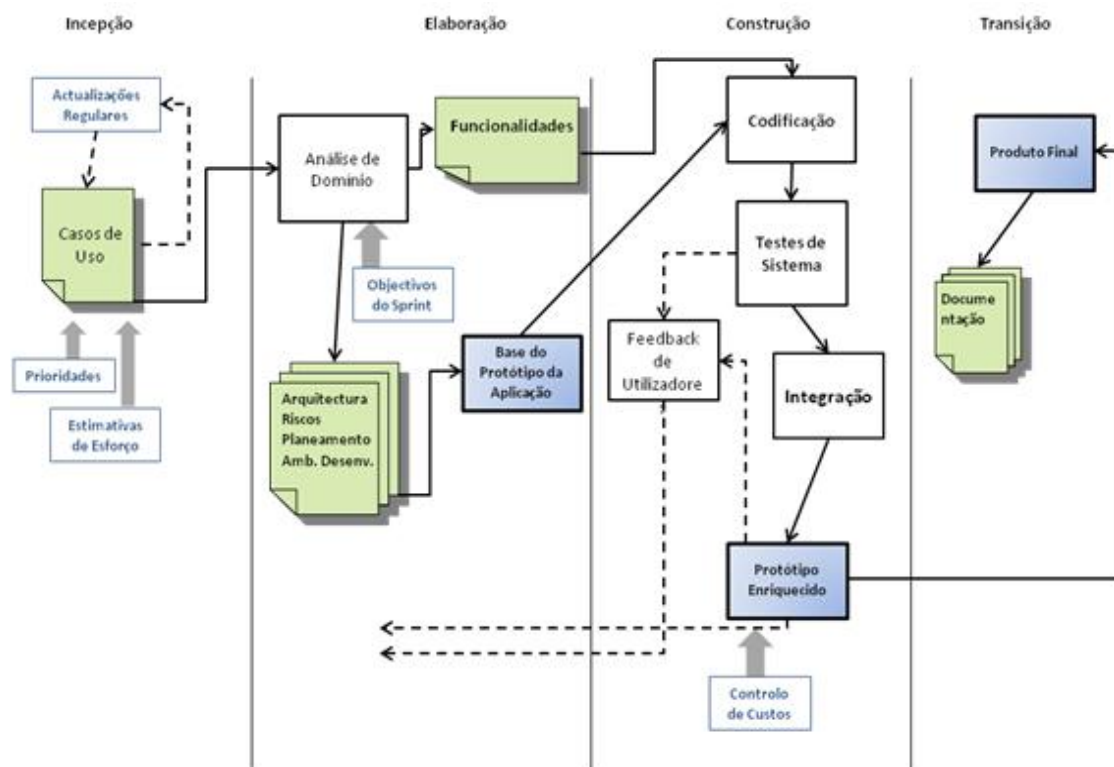 Incepção
Elaboração
Construção
Transição
Actualizações
Regulares
Casos de
Uso
Prioridades
Estimativas
de Esforço
Análise de
Domínio
Funcionalidades
Objectivos
do Sprint
Arquitectura
Riscos
Planeamento
Amb. Desenv.
Base do
Protótipo da
Aplicação
Codificação
Testes de
Sistema
Feedback
de
Utilizadore
Integração
Protótipo
Enriquecido
Controlo
de Custos
Produto Final
Docume
ntação